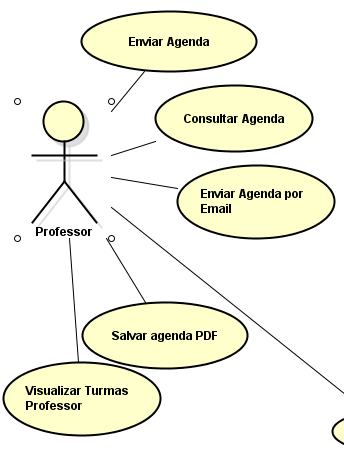 Enviar Agenda
Consultar Agenda
Enviar Agenda por
Email
Professor
Salvar agenda PDF
Visualizar Turmas
Professor